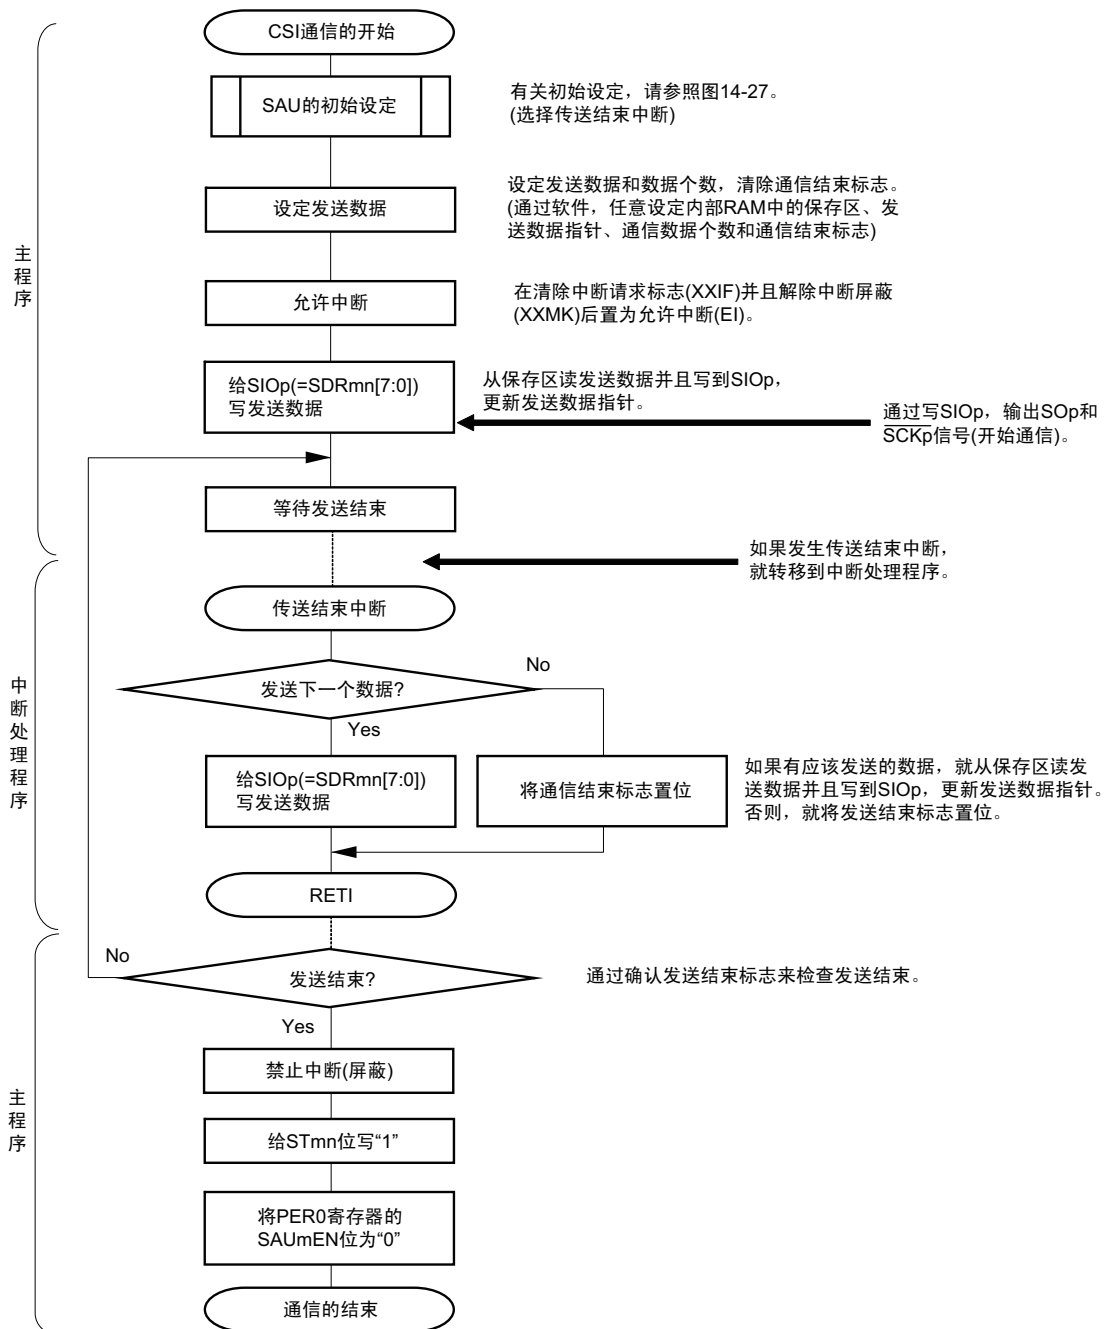 CSI通信的开始
SAU的初始设定
有关初始设定，请参照图14-27。
(选择传送结束中断)
设定发送数据
设定发送数据和数据个数，清除通信结束标志。
(通过软件，任意设定内部RAM中的保存区、发
送数据指针、通信数据个数和通信结束标志)
主程序
允许中断
在清除中断请求标志(XXIF)并且解除中断屏蔽
(XXMK)后置为允许中断(EI)。
给SIOp(=SDRmn[7:0])
写发送数据
从保存区读发送数据并且写到SIOp，
更新发送数据指针。
通过写SIOp，输出SOp和
SCKp信号(开始通信)。
等待发送结束
如果发生传送结束中断，
就转移到中断处理程序。
传送结束中断
中断处理程序
发送下一个数据?
No
Yes
给SIOp(=SDRmn[7:0])
写发送数据
将通信结束标志置位
如果有应该发送的数据，就从保存区读发
送数据并且写到SIOp，更新发送数据指针。
否则，就将发送结束标志置位。
RETI
No
发送结束?
通过确认发送结束标志来检查发送结束。
Yes
禁止中断(屏蔽)
主程序
给STmn位写“1”
将PER0寄存器的
SAUmEN位为“0”
通信的结束